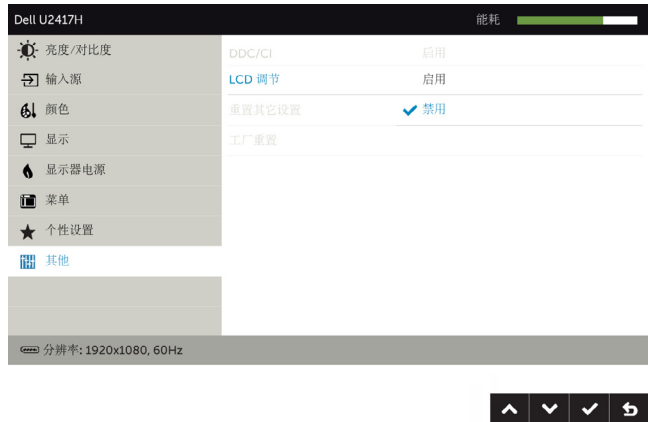 Dell U2417H 能耗
亮度/对比度
输入源
颜色
显示
显示器电源
菜单
个性设置
其他
DDC/CI 启用
LCD 调节 启用
重置其它设置 禁用
工厂重置
分辨率: 1920x1080, 60Hz